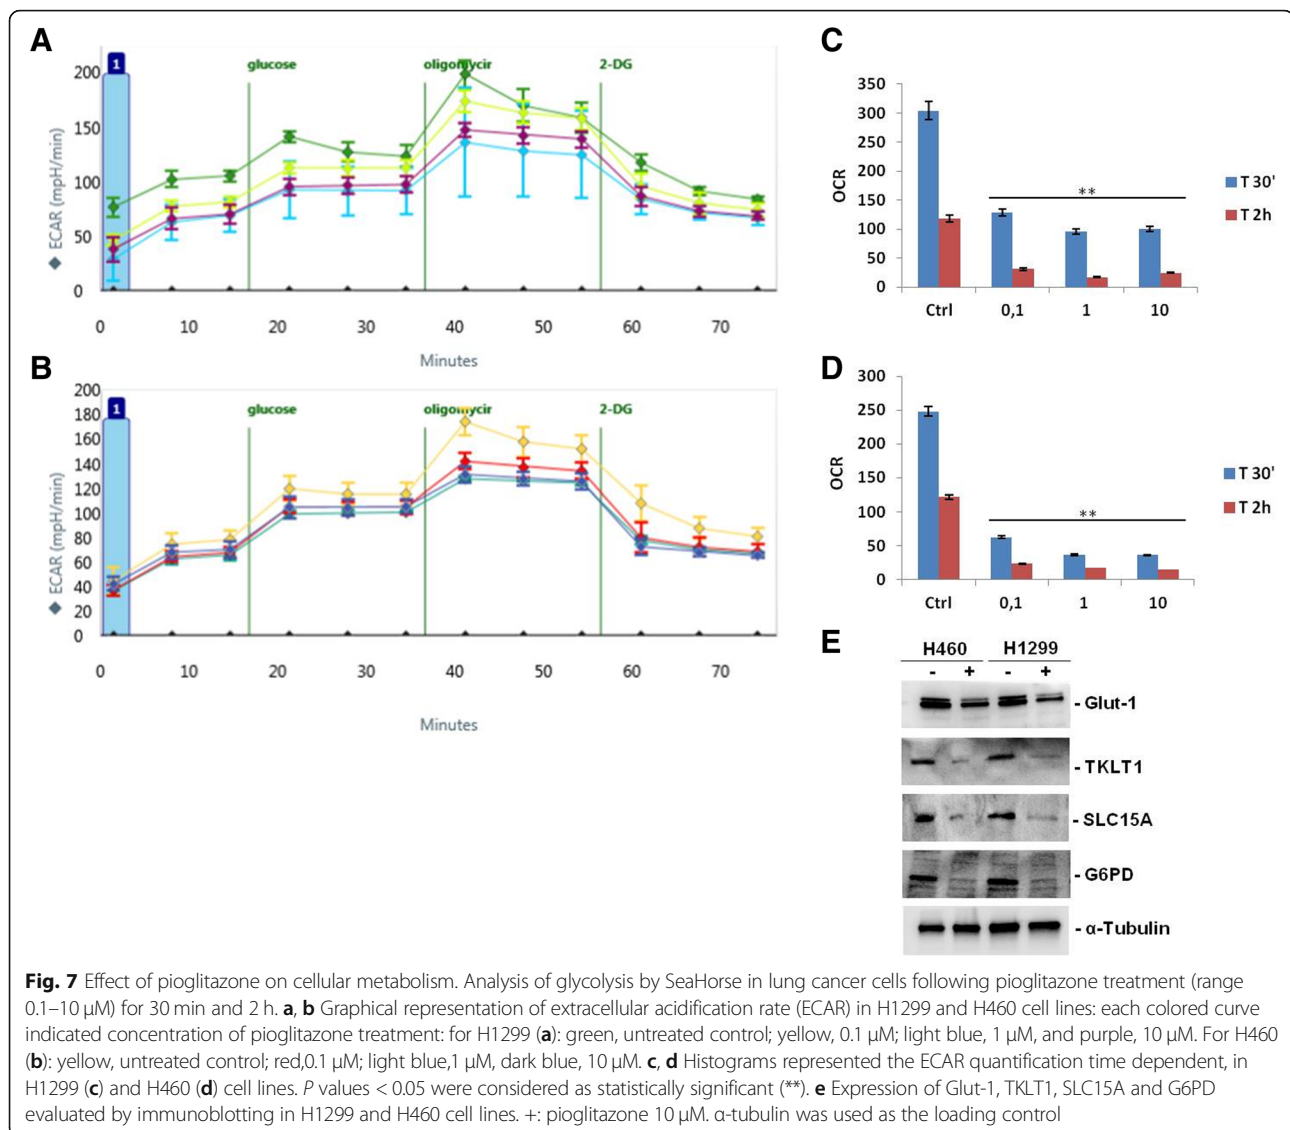 A
1
glucose
oligomycir
2-DG
200
150
100
50
0
ECAR (mpH/min)
0 10 20 30 40 50 60 70
Minutes
B
1
glucose
oligomycir
2-DG
200
180
160
140
120
100
80
60
40
20
0
ECAR (mpH/min)
0 10 20 30 40 50 60 70
Minutes
C
350
300
250
200
150
100
50
0
OCR
**
Ctrl 0,1 1 10
T 30'
T 2h
D
300
250
200
150
100
50
0
OCR
**
Ctrl 0,1 1 10
T 30'
T 2h
E
H460 H1299
- + - +
- Glut-1
- TKLT1
- SLC15A
- G6PD
- α-Tubulin
Fig. 7 Effect of pioglitazone on cellular metabolism. Analysis of glycolysis by SeaHorse in lung cancer cells following pioglitazone treatment (range
0.1–10 μM) for 30 min and 2 h. a, b Graphical representation of extracellular acidification rate (ECAR) in H1299 and H460 cell lines: each colored curve
indicated concentration of pioglitazone treatment: for H1299 (a): green, untreated control; yellow, 0.1 μM; light blue, 1 μM, and purple, 10 μM. For H460
(b): yellow, untreated control; red,0.1 μM; light blue,1 μM, dark blue, 10 μM. c, d Histograms represented the ECAR quantification time dependent, in
H1299 (c) and H460 (d) cell lines. P values < 0.05 were considered as statistically significant (**). e Expression of Glut-1, TKLT1, SLC15A and G6PD
evaluated by immunoblotting in H1299 and H460 cell lines. +: pioglitazone 10 μM. α-tubulin was used as the loading control